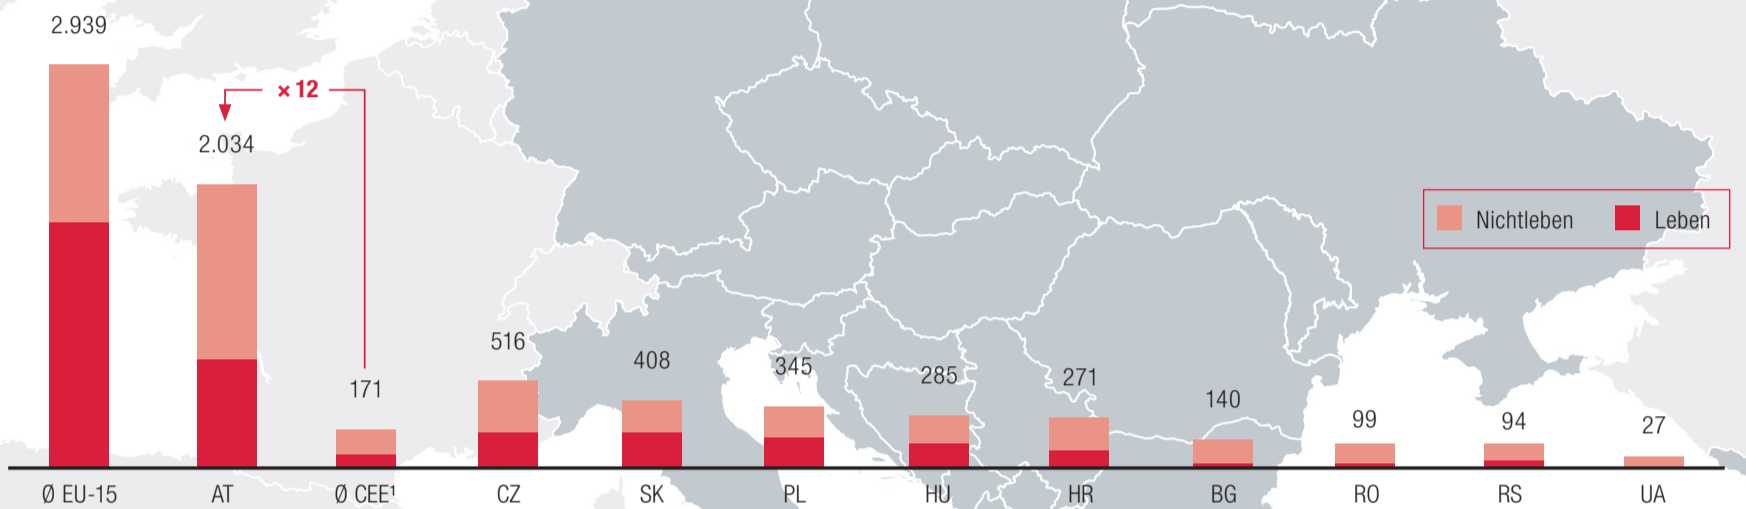 2.939
× 12
2.034
171
516
408
345
285
271
140
99
94
27
Nichtleben
Leben
Ø EU-15
AT
Ø CEE¹
CZ
SK
PL
HU
HR
BG
RO
RS
UA